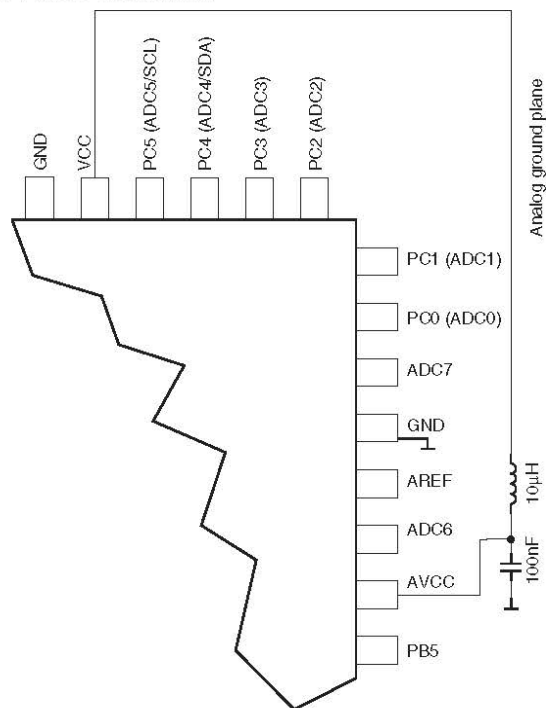 GND
VCC
PC5 (ADC5/SCL)
PC4 (ADC4/SDA)
PC3 (ADC3)
PC2 (ADC2)
Analog ground plane
PC1 (ADC1)
PC0 (ADC0)
ADC7
GND
AREF
ADC6
AVCC
PB5
10µH
100nF